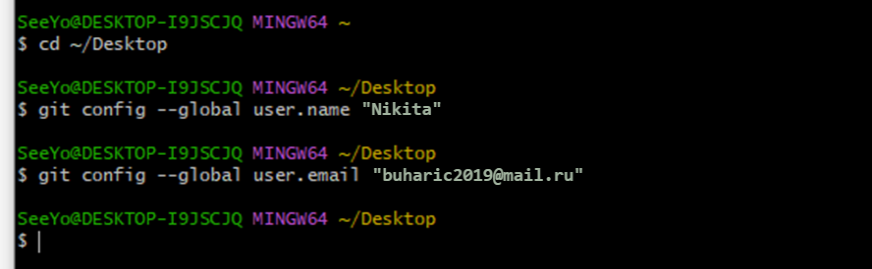 SeeYo@DESKTOP-I9JSCJQ MINGW64 ~
$ cd ~/Desktop
SeeYo@DESKTOP-I9JSCJQ MINGW64 ~/Desktop
$ git config --global user.name "Nikita"
SeeYo@DESKTOP-I9JSCJQ MINGW64 ~/Desktop
$ git config --global user.email "buharic2019@mail.ru"
SeeYo@DESKTOP-I9JSCJQ MINGW64 ~/Desktop
$